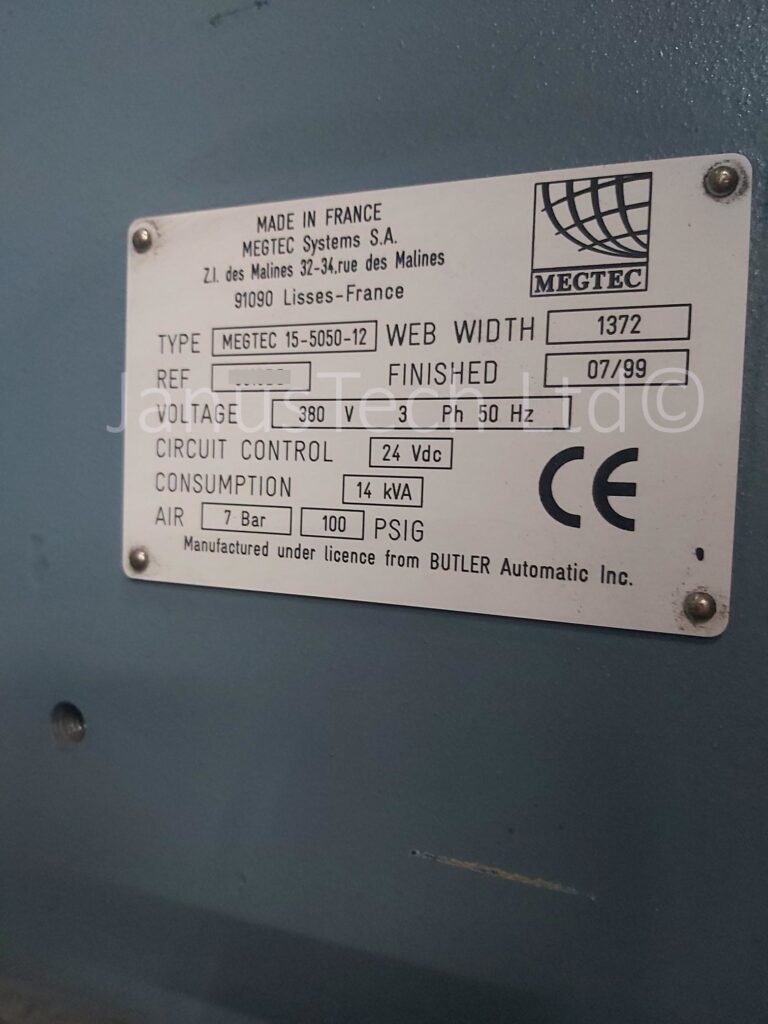 MADE IN FRANCE
MEGTEC Systems S.A.
Z.I. des Malines 32-34,rue des Malines
91090 Lisses-France
MEGTEC
TYPE MEGTEC 15-5050-12 WEB WIDTH 1372
REF FINISHED 07/99
JanusTech Ltd©
VOLTAGE 380 V 3 Ph 50 Hz
CIRCUIT CONTROL 24 Vdc
CONSUMPTION 14 kVA
CE
AIR 7 Bar 100 PSIG
Manufactured under licence from BUTLER Automatic Inc.